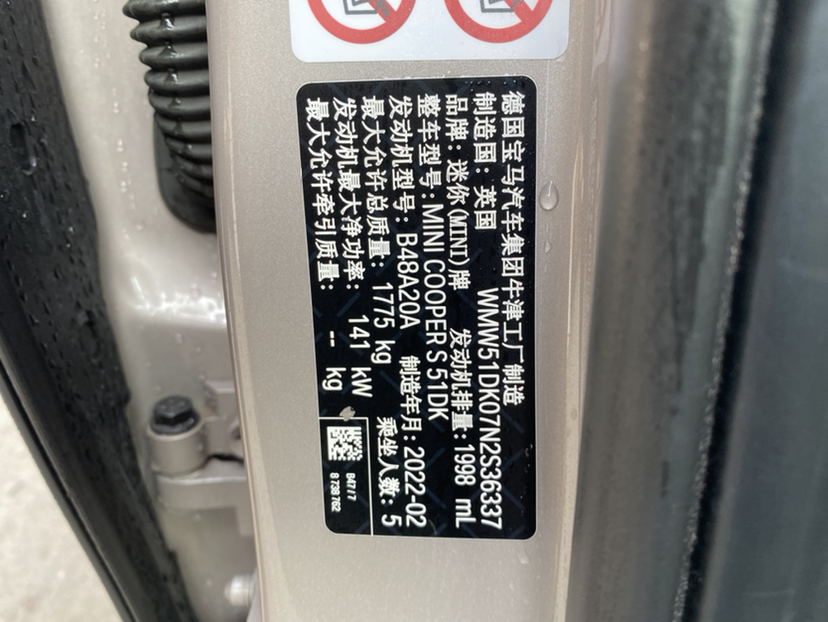 德国宝马汽车集团牛津工厂制造
制造国：英国 WMW51DK07N2S36337
品牌：迷你(MINI)牌 发动机排量：1998 mL
整车型号：MINI COOPER S 51DK
发动机型号：B48A20A 制造年月：2022-02
最大允许总质量：1775 kg 乘坐人数：5
发动机最大净功率：141 kW
最大允许牵引质量：-- kg
B47/7
8 738 762